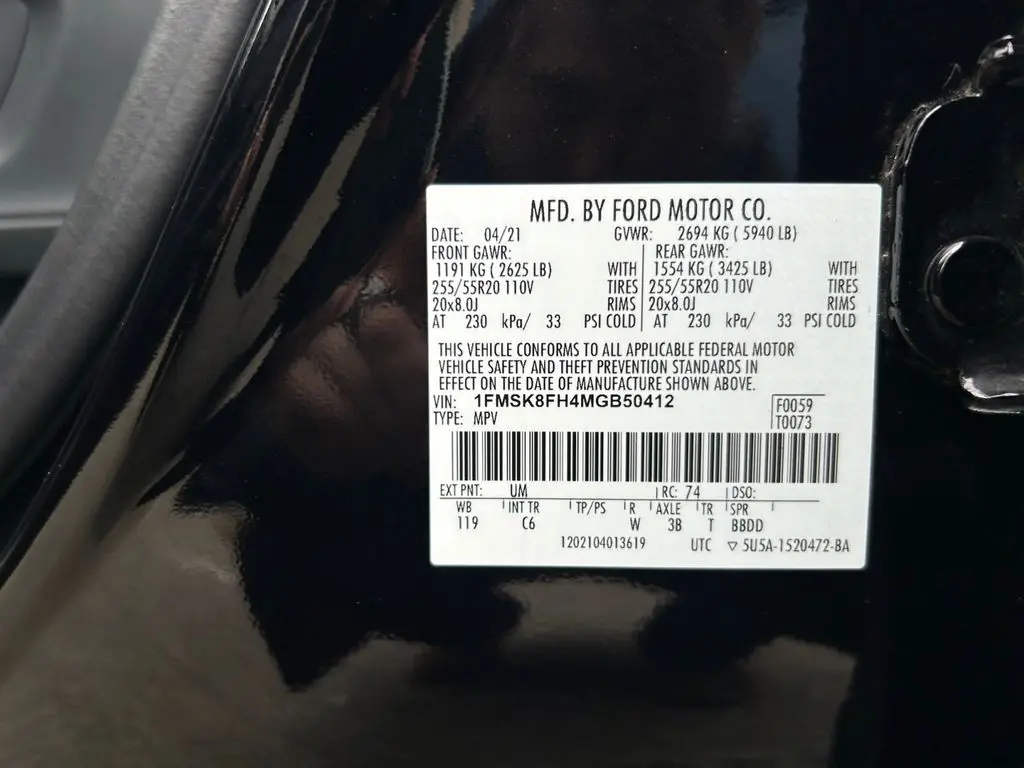 MFD. BY FORD MOTOR CO.
DATE: 04/21 GVWR: 2694 KG ( 5940 LB)
FRONT GAWR: REAR GAWR:
1191 KG ( 2625 LB) WITH 1554 KG ( 3425 LB) WITH
255/55R20 110V TIRES 255/55R20 110V TIRES
20x8.0J RIMS 20x8.0J RIMS
AT 230 kPa/ 33 PSI COLD AT 230 kPa/ 33 PSI COLD
THIS VEHICLE CONFORMS TO ALL APPLICABLE FEDERAL MOTOR
VEHICLE SAFETY AND THEFT PREVENTION STANDARDS IN
EFFECT ON THE DATE OF MANUFACTURE SHOWN ABOVE.
VIN: 1FMSK8FH4MGB50412 F0059
TYPE: MPV T0073
EXT PNT: UM RC: 74 DSO:
WB INT TR TP/PS R AXLE TR SPR
119 C6 W 3B T BBDD
1202104013619 UTC ▽ 5U5A-1520472-BA